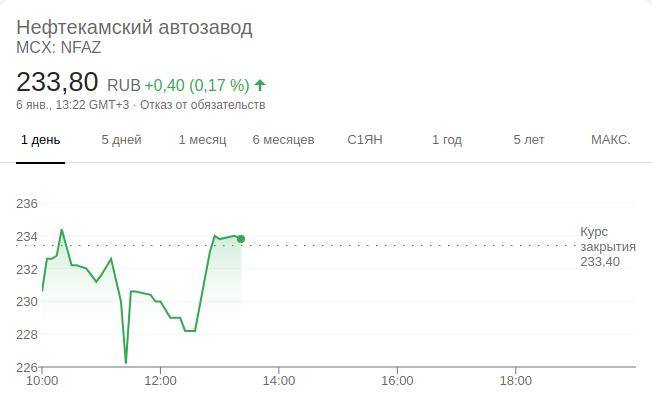 Нефтекамский автозавод
MCX: NFAZ
233,80 RUB +0,40 (0,17 %)
6 янв., 13:22 GMT+3 · Отказ от обязательств
1 день 5 дней 1 месяц 6 месяцев С1ЯН 1 год 5 лет МАКС.
236
234
232
230
228
226
Курс
закрытия
233,40
10:00 12:00 14:00 16:00 18:00